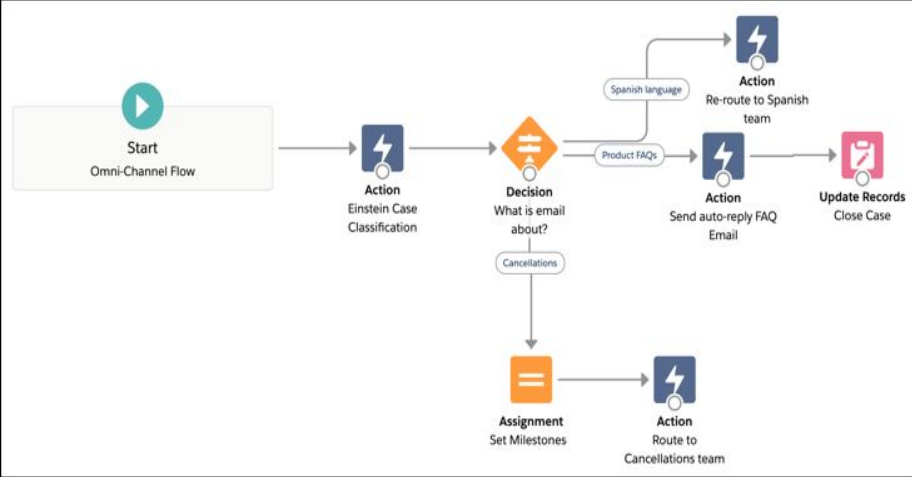 Start
Omni-Channel Flow
Action
Einstein Case
Classification
Decision
What is email
about?
Spanish language
Action
Re-route to Spanish
team
Product FAQs
Action
Send auto-reply FAQ
Email
Update Records
Close Case
Cancellations
Assignment
Set Milestones
Action
Route to
Cancellations team